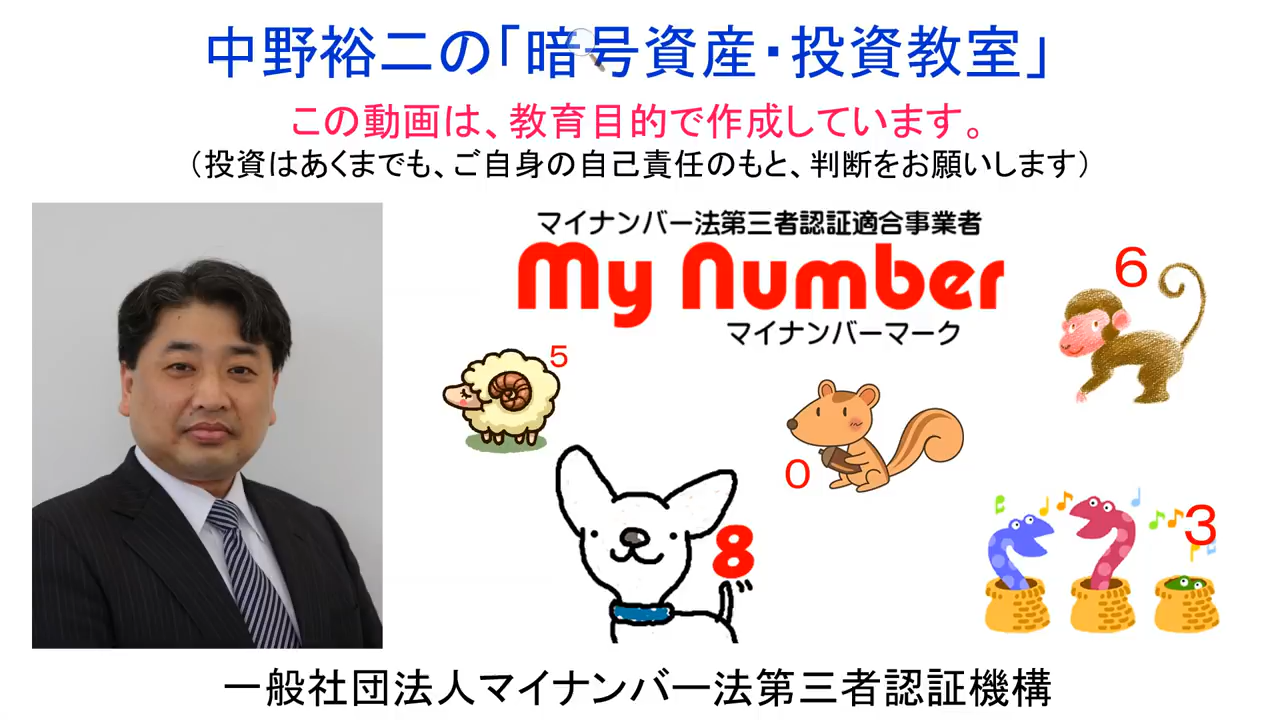 中野裕二の「暗号資産・投資教室」
この動画は、教育目的で作成しています。
（投資はあくまでも、ご自身の自己責任のもと、判断をお願いします）
マイナンバー法第三者認証適合事業者
My Number
マイナンバーマーク
6
5
0
8
3
一般社団法人マイナンバー法第三者認証機構